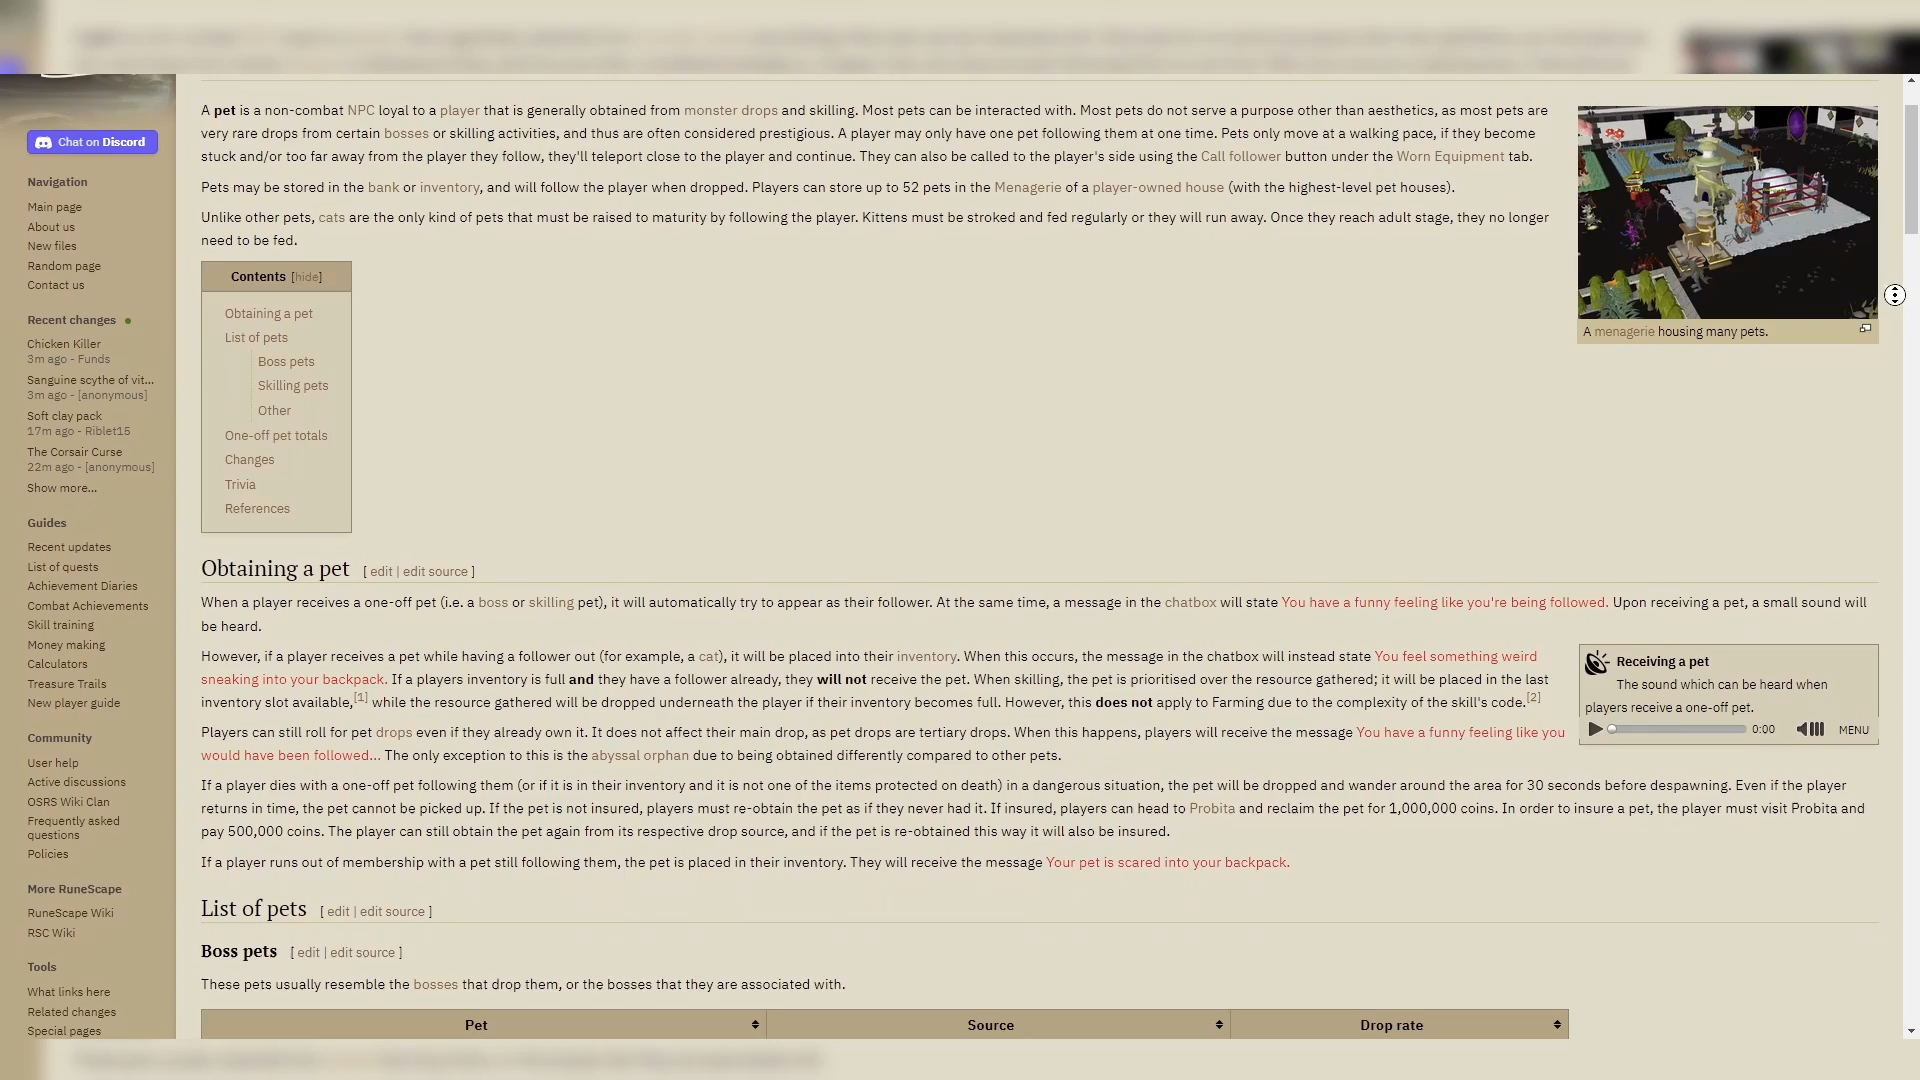 Chat on Discord
Navigation
Main page
About us
New files
Random page
Contact us
Recent changes
Chicken Killer
3m ago - Funds
Sanguine scythe of vit...
3m ago - [anonymous]
Soft clay pack
17m ago - Riblet15
The Corsair Curse
22m ago - [anonymous]
Show more...
Guides
Recent updates
List of quests
Achievement Diaries
Combat Achievements
Skill training
Money making
Calculators
Treasure Trails
New player guide
Community
User help
Active discussions
OSRS Wiki Clan
Frequently asked
questions
Policies
More RuneScape
RuneScape Wiki
RSC Wiki
Tools
What links here
Related changes
Special pages
A pet is a non-combat NPC loyal to a player that is generally obtained from monster drops and skilling. Most pets can be interacted with. Most pets do not serve a purpose other than aesthetics, as most pets are
very rare drops from certain bosses or skilling activities, and thus are often considered prestigious. A player may only have one pet following them at one time. Pets only move at a walking pace, if they become
stuck and/or too far away from the player they follow, they'll teleport close to the player and continue. They can also be called to the player's side using the Call follower button under the Worn Equipment tab.
Pets may be stored in the bank or inventory, and will follow the player when dropped. Players can store up to 52 pets in the Menagerie of a player-owned house (with the highest-level pet houses).
Unlike other pets, cats are the only kind of pets that must be raised to maturity by following the player. Kittens must be stroked and fed regularly or they will run away. Once they reach adult stage, they no longer
need to be fed.
A menagerie housing many pets.
Contents [hide]
Obtaining a pet
List of pets
Boss pets
Skilling pets
Other
One-off pet totals
Changes
Trivia
References
Obtaining a pet [ edit | edit source ]
When a player receives a one-off pet (i.e. a boss or skilling pet), it will automatically try to appear as their follower. At the same time, a message in the chatbox will state You have a funny feeling like you're being followed. Upon receiving a pet, a small sound will
be heard.
However, if a player receives a pet while having a follower out (for example, a cat), it will be placed into their inventory. When this occurs, the message in the chatbox will instead state You feel something weird
sneaking into your backpack. If a players inventory is full and they have a follower already, they will not receive the pet. When skilling, the pet is prioritised over the resource gathered; it will be placed in the last
inventory slot available,[1] while the resource gathered will be dropped underneath the player if their inventory becomes full. However, this does not apply to Farming due to the complexity of the skill's code.[2]
Receiving a pet
The sound which can be heard when
players receive a one-off pet.
0:00 MENU
Players can still roll for pet drops even if they already own it. It does not affect their main drop, as pet drops are tertiary drops. When this happens, players will receive the message You have a funny feeling like you
would have been followed... The only exception to this is the abyssal orphan due to being obtained differently compared to other pets.
If a player dies with a one-off pet following them (or if it is in their inventory and it is not one of the items protected on death) in a dangerous situation, the pet will be dropped and wander around the area for 30 seconds before despawning. Even if the player
returns in time, the pet cannot be picked up. If the pet is not insured, players must re-obtain the pet as if they never had it. If insured, players can head to Probita and reclaim the pet for 1,000,000 coins. In order to insure a pet, the player must visit Probita and
pay 500,000 coins. The player can still obtain the pet again from its respective drop source, and if the pet is re-obtained this way it will also be insured.
If a player runs out of membership with a pet still following them, the pet is placed in their inventory. They will receive the message Your pet is scared into your backpack.
List of pets [ edit | edit source ]
Boss pets [ edit | edit source ]
These pets usually resemble the bosses that drop them, or the bosses that they are associated with.
Pet Source Drop rate